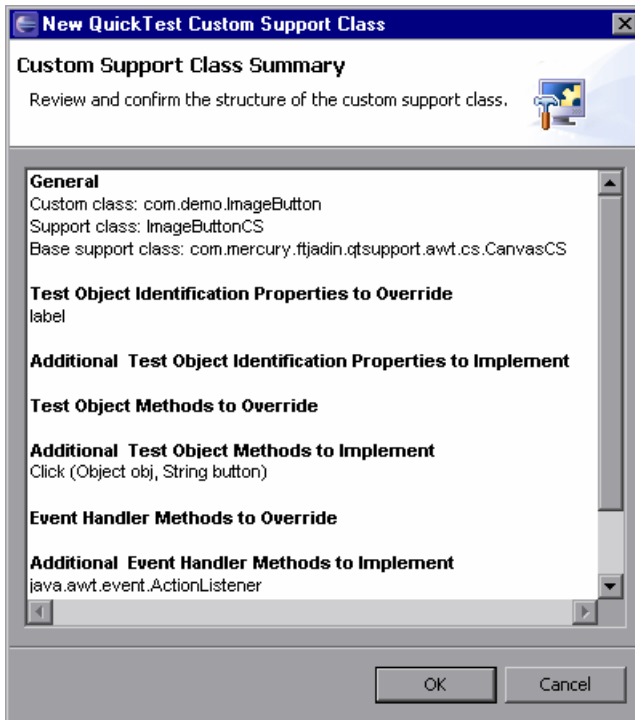 New QuickTest Custom Support Class
Custom Support Class Summary
Review and confirm the structure of the custom support class.
General
Custom class: com.demo.ImageButton
Support class: ImageButtonCS
Base support class: com.mercury.ftjadin.qtsupport.awt.cs.CanvasCS
Test Object Identification Properties to Override
label
Additional Test Object Identification Properties to Implement
Test Object Methods to Override
Additional Test Object Methods to Implement
Click (Object obj, String button)
Event Handler Methods to Override
Additional Event Handler Methods to Implement
java.awt.event.ActionListener
OK
Cancel